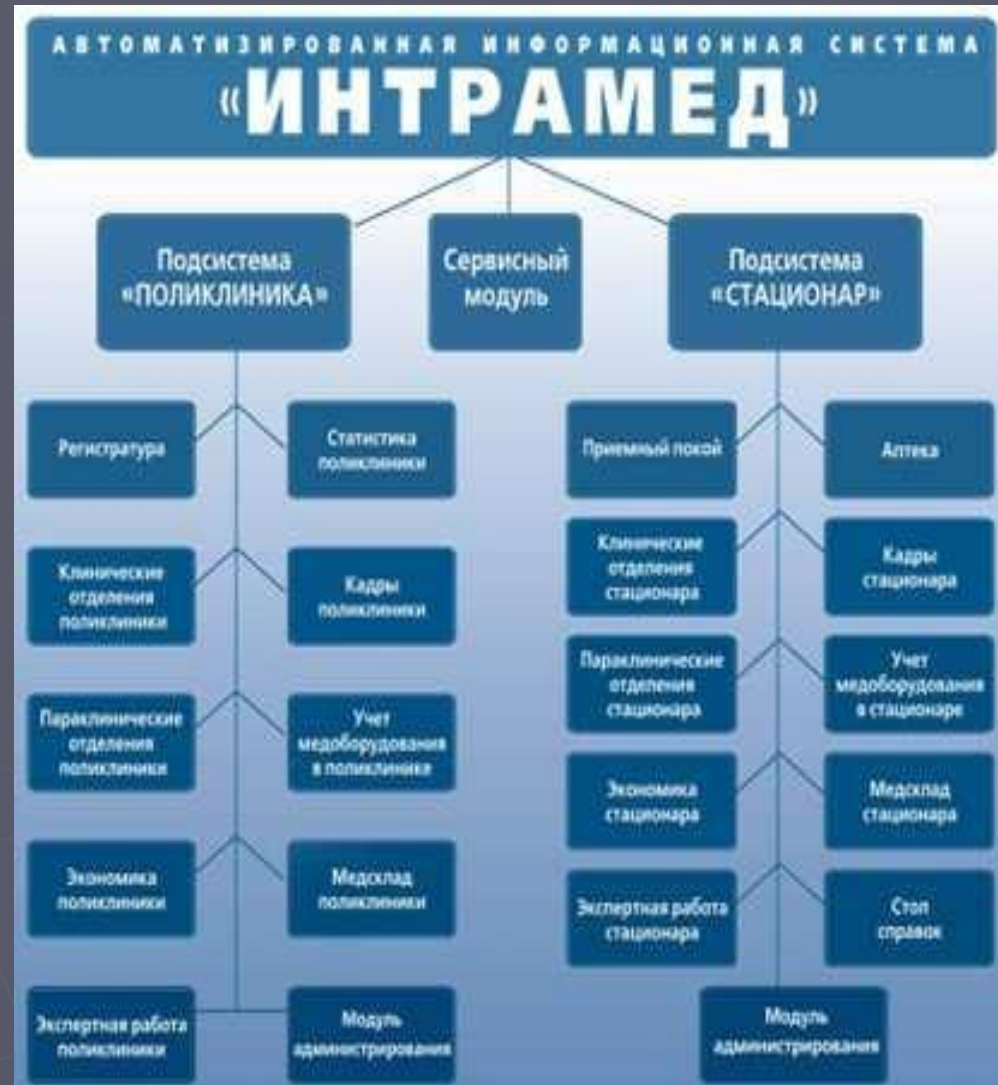 АВТОМАТИЗИРОВАННАЯ ИНФОРМАЦИОННАЯ СИСТЕМА
«ИНТРАМЕД»
Подсистема
«ПОЛИКЛИНИКА»
Сервисный
модуль
Подсистема
«СТАЦИОНАР»
Регистратура
Статистика
поликлиники
Клинические
отделения
поликлиники
Кадры
поликлиники
Параклинические
отделения
поликлиники
Учет
медоборудования
в поликлинике
Экономика
поликлиники
Медсклад
поликлиники
Экспертная работа
поликлиники
Модуль
администрирования
Приемный покой
Аптека
Клинические
отделения
стационара
Кадры
стационара
Параклинические
отделения
стационара
Учет
медоборудования
в стационаре
Экономика
стационара
Медсклад
стационара
Экспертная работа
стационара
Стол
справок
Модуль
администрирования